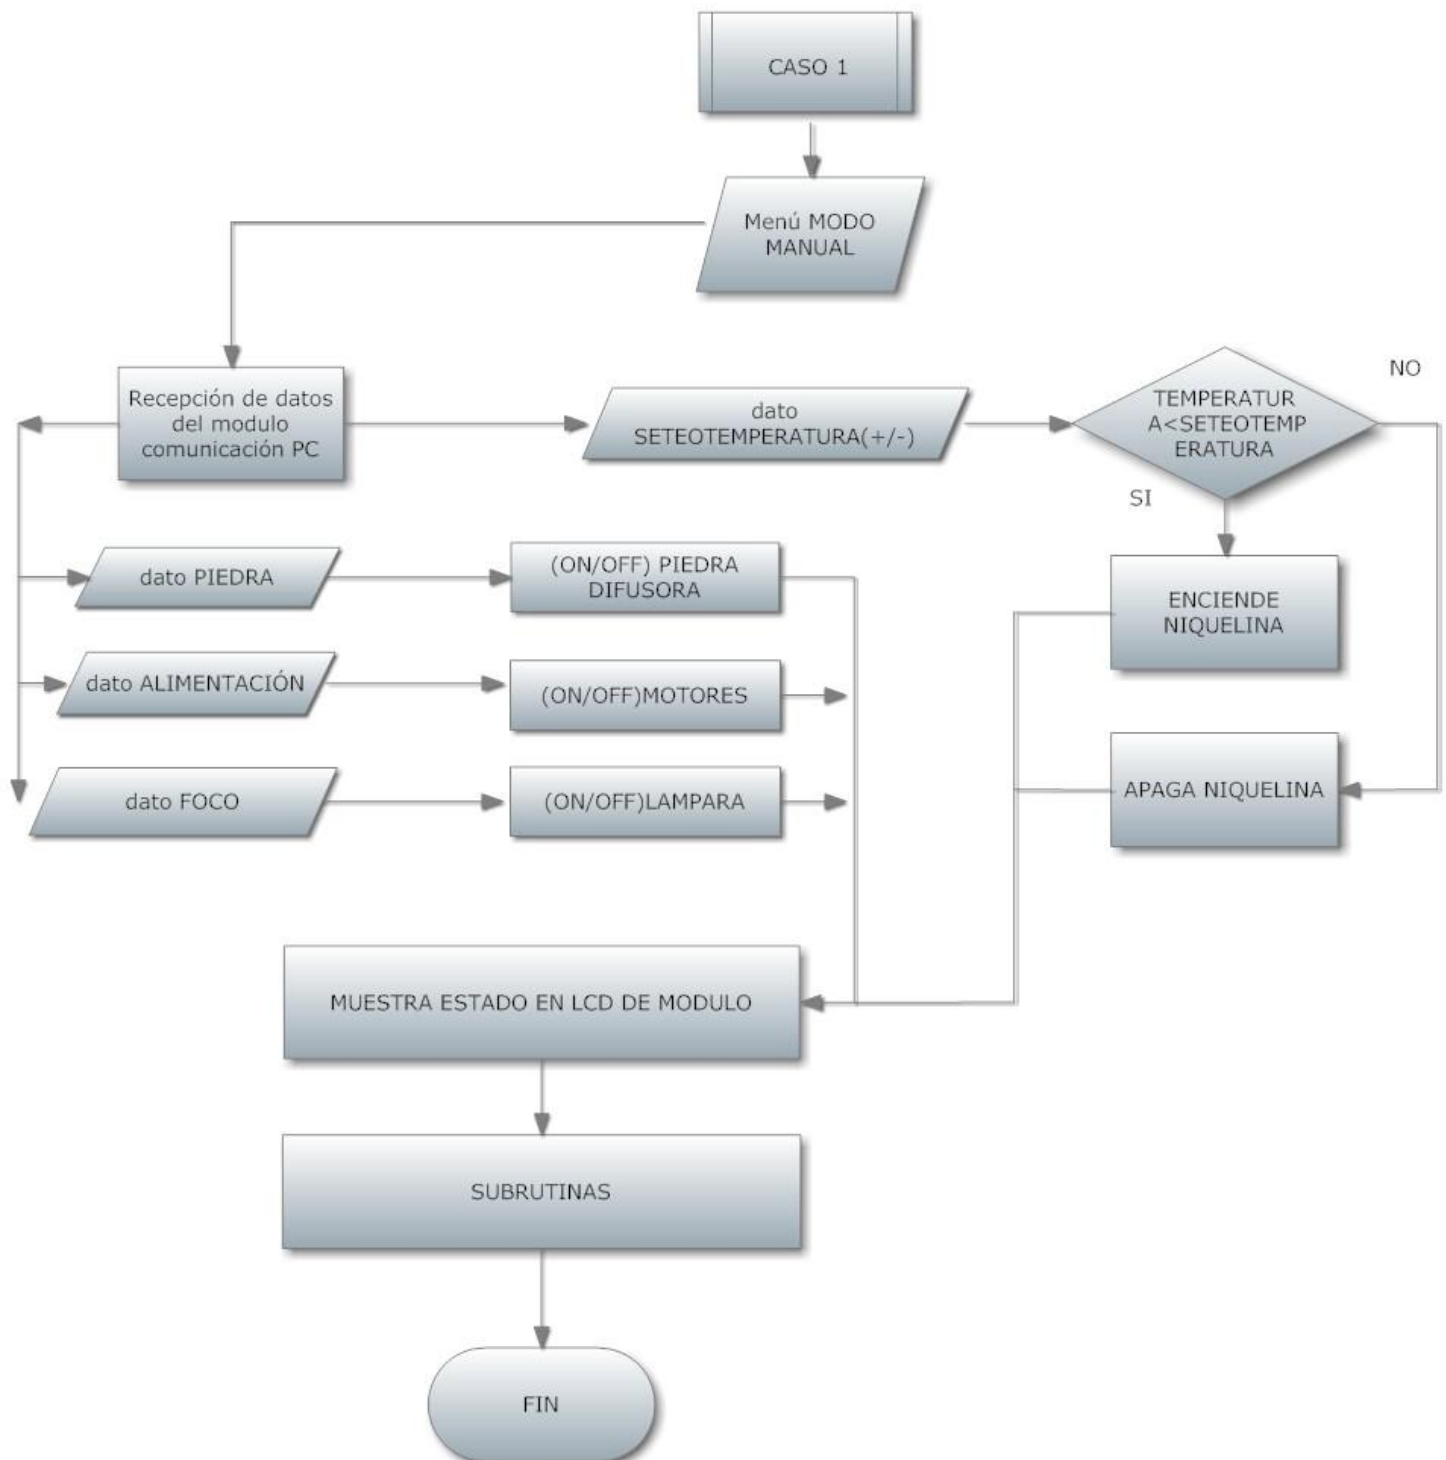 CASO 1
Menú MODO
MANUAL
Recepción de datos
del modulo
comunicación PC
dato
SETEOTEMPERATURA(+/-)
TEMPERATUR
A<SETEOTEMP
ERATURA
NO
SI
dato PIEDRA
(ON/OFF) PIEDRA
DIFUSORA
ENCIENDE
NIQUELINA
dato ALIMENTACIÓN
(ON/OFF)MOTORES
dato FOCO
(ON/OFF)LAMPARA
APAGA NIQUELINA
MUESTRA ESTADO EN LCD DE MODULO
SUBRUTINAS
FIN